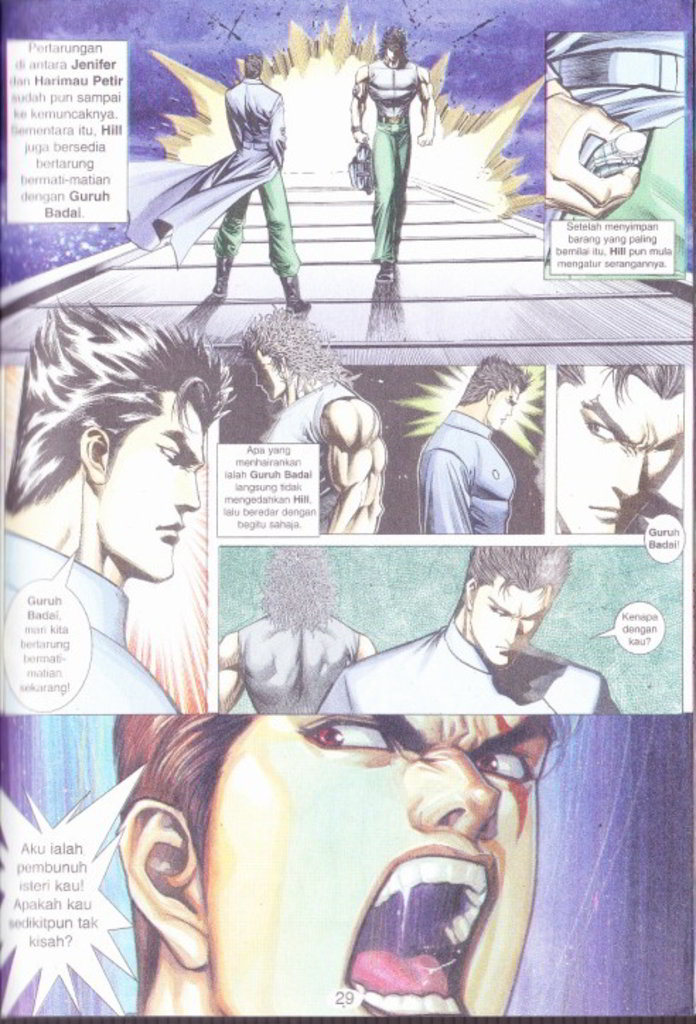 Pertarungan
di antara Jenifer
dan Harimau Petir
sudah pun sampai
ke kemuncaknya.
Sementara itu, Hill
juga bersedia
bertarung
bermati-matian
dengan Guruh
Badai.
Setelah menyimpan
barang yang paling
bernilai itu, Hill pun mula
mengatur serangannya.
Apa yang
menhairankan
ialah Guruh Badai
langsung tidak
mengedahkan Hill,
lalu beredar dengan
begitu sahaja.
Guruh
Badai,
mari kita
bertarung
bermati-
matian
sekarang!
Guruh
Badai!
Kenapa
dengan
kau?
Aku ialah
pembunuh
isteri kau!
Apakah kau
sedikitpun tak
kisah?
29